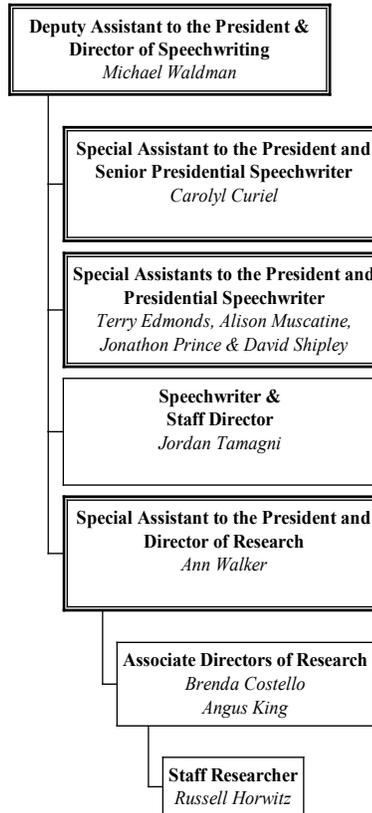 Deputy Assistant to the President &
Director of Speechwriting
Michael Waldman
Special Assistant to the President and
Senior Presidential Speechwriter
Carolyl Curiel
Special Assistants to the President and
Presidential Speechwriter
Terry Edmonds, Alison Muscatine,
Jonathon Prince & David Shipley
Speechwriter &
Staff Director
Jordan Tamagni
Special Assistant to the President and
Director of Research
Ann Walker
Associate Directors of Research
Brenda Costello
Angus King
Staff Researcher
Russell Horwitz